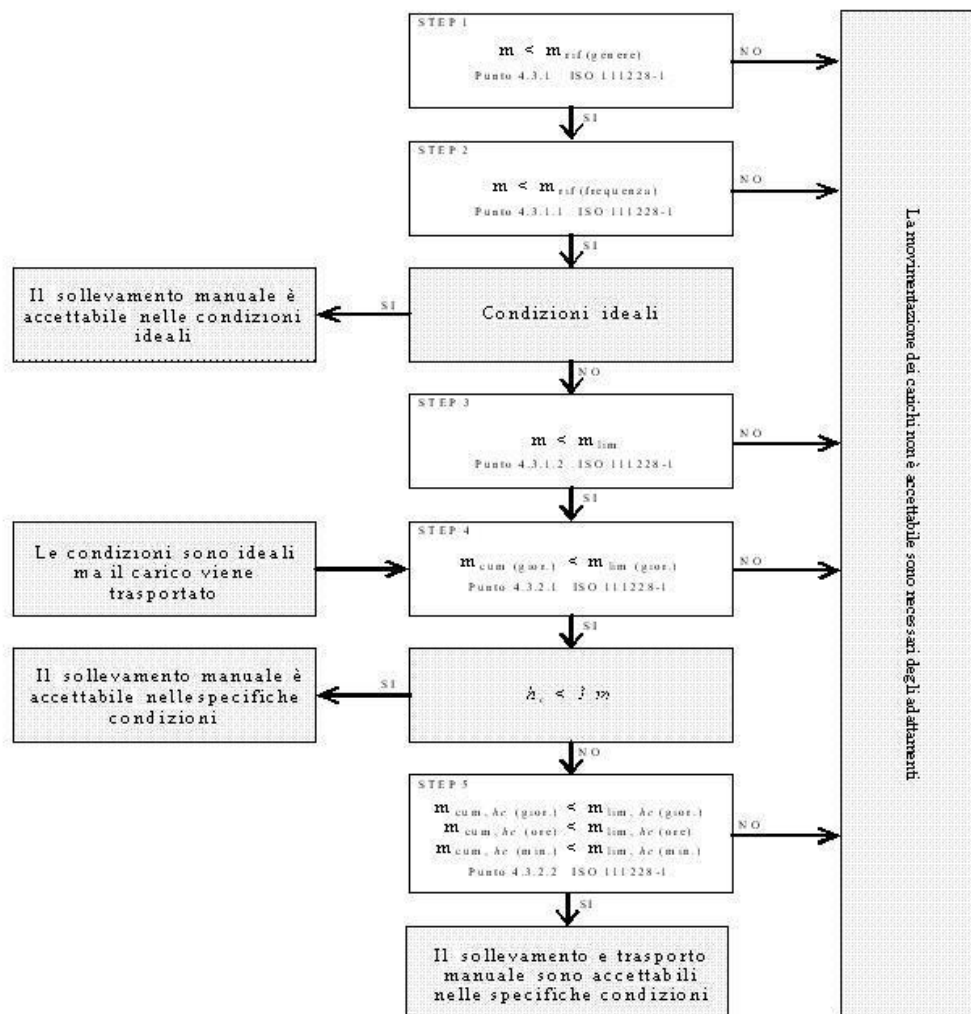 STEP 1
m < m rif (genere)
Punto 4.3.1 ISO 111228-1
NO
SI
STEP 2
m < m rif (frequenza)
Punto 4.3.1.1 ISO 111228-1
NO
SI
Condizioni ideali
SI
Il sollevamento manuale è
accettabile nelle condizioni
ideali
NO
STEP 3
m < m lim
Punto 4.3.1.2 ISO 111228-1
NO
SI
Le condizioni sono ideali
ma il carico viene
trasportato
STEP 4
m cum (gior.) < m lim (gior.)
Punto 4.3.2.1 ISO 111228-1
NO
SI
Il sollevamento manuale è
accettabile nelle specifiche
condizioni
SI
h c < 1 m
NO
STEP 5
m cum, hc (gior.) < m lim, hc (gior.)
m cum, hc (ore) < m lim, hc (ore)
m cum, hc (min.) < m lim, hc (min.)
Punto 4.3.2.2 ISO 111228-1
NO
SI
Il sollevamento e trasporto
manuale sono accettabili
nelle specifiche condizioni
La movimentazione dei carichi non è accettabile sono necessari degli adattamenti